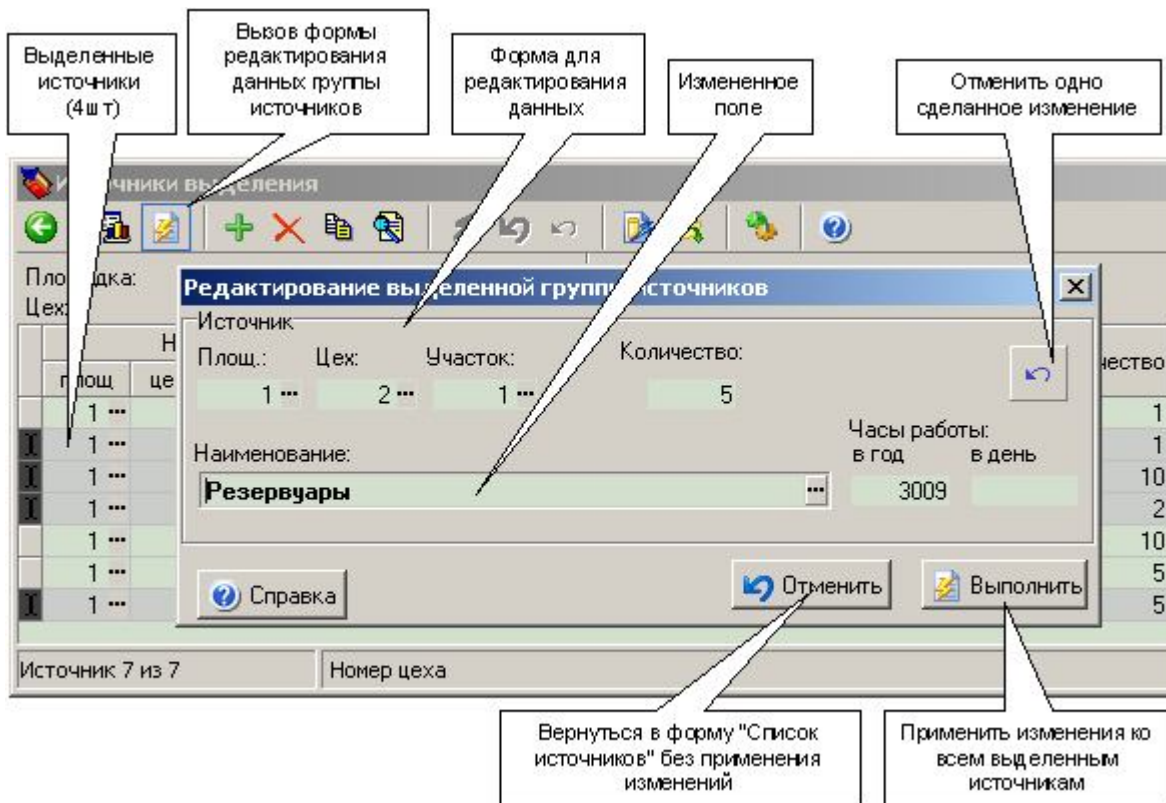 Выделенные
источники
(4шт)
Вызов формы
редактирования
данных группы
источников
Форма для
редактирования
данных
Измененное
поле
Отменить одно
сделанное изменение
выделения
Цех:
площ
Редактирование выделенной группы источников
Источник
Площ.: Цех: Участок: Количество:
1 ... 2 ... 1 ... 5
Часы работы:
Наименование: в год в день
Резервуары ... 3009
Справка Отменить Выполнить
1 ... 1
1 ... 1
1 ... 10
1 ... 2
1 ... 10
1 ... 5
1 ... 5
Источник 7 из 7 Номер цеха
Вернуться в форму "Список
источников" без применения
изменений
Применить изменения ко
всем выделенным
источникам